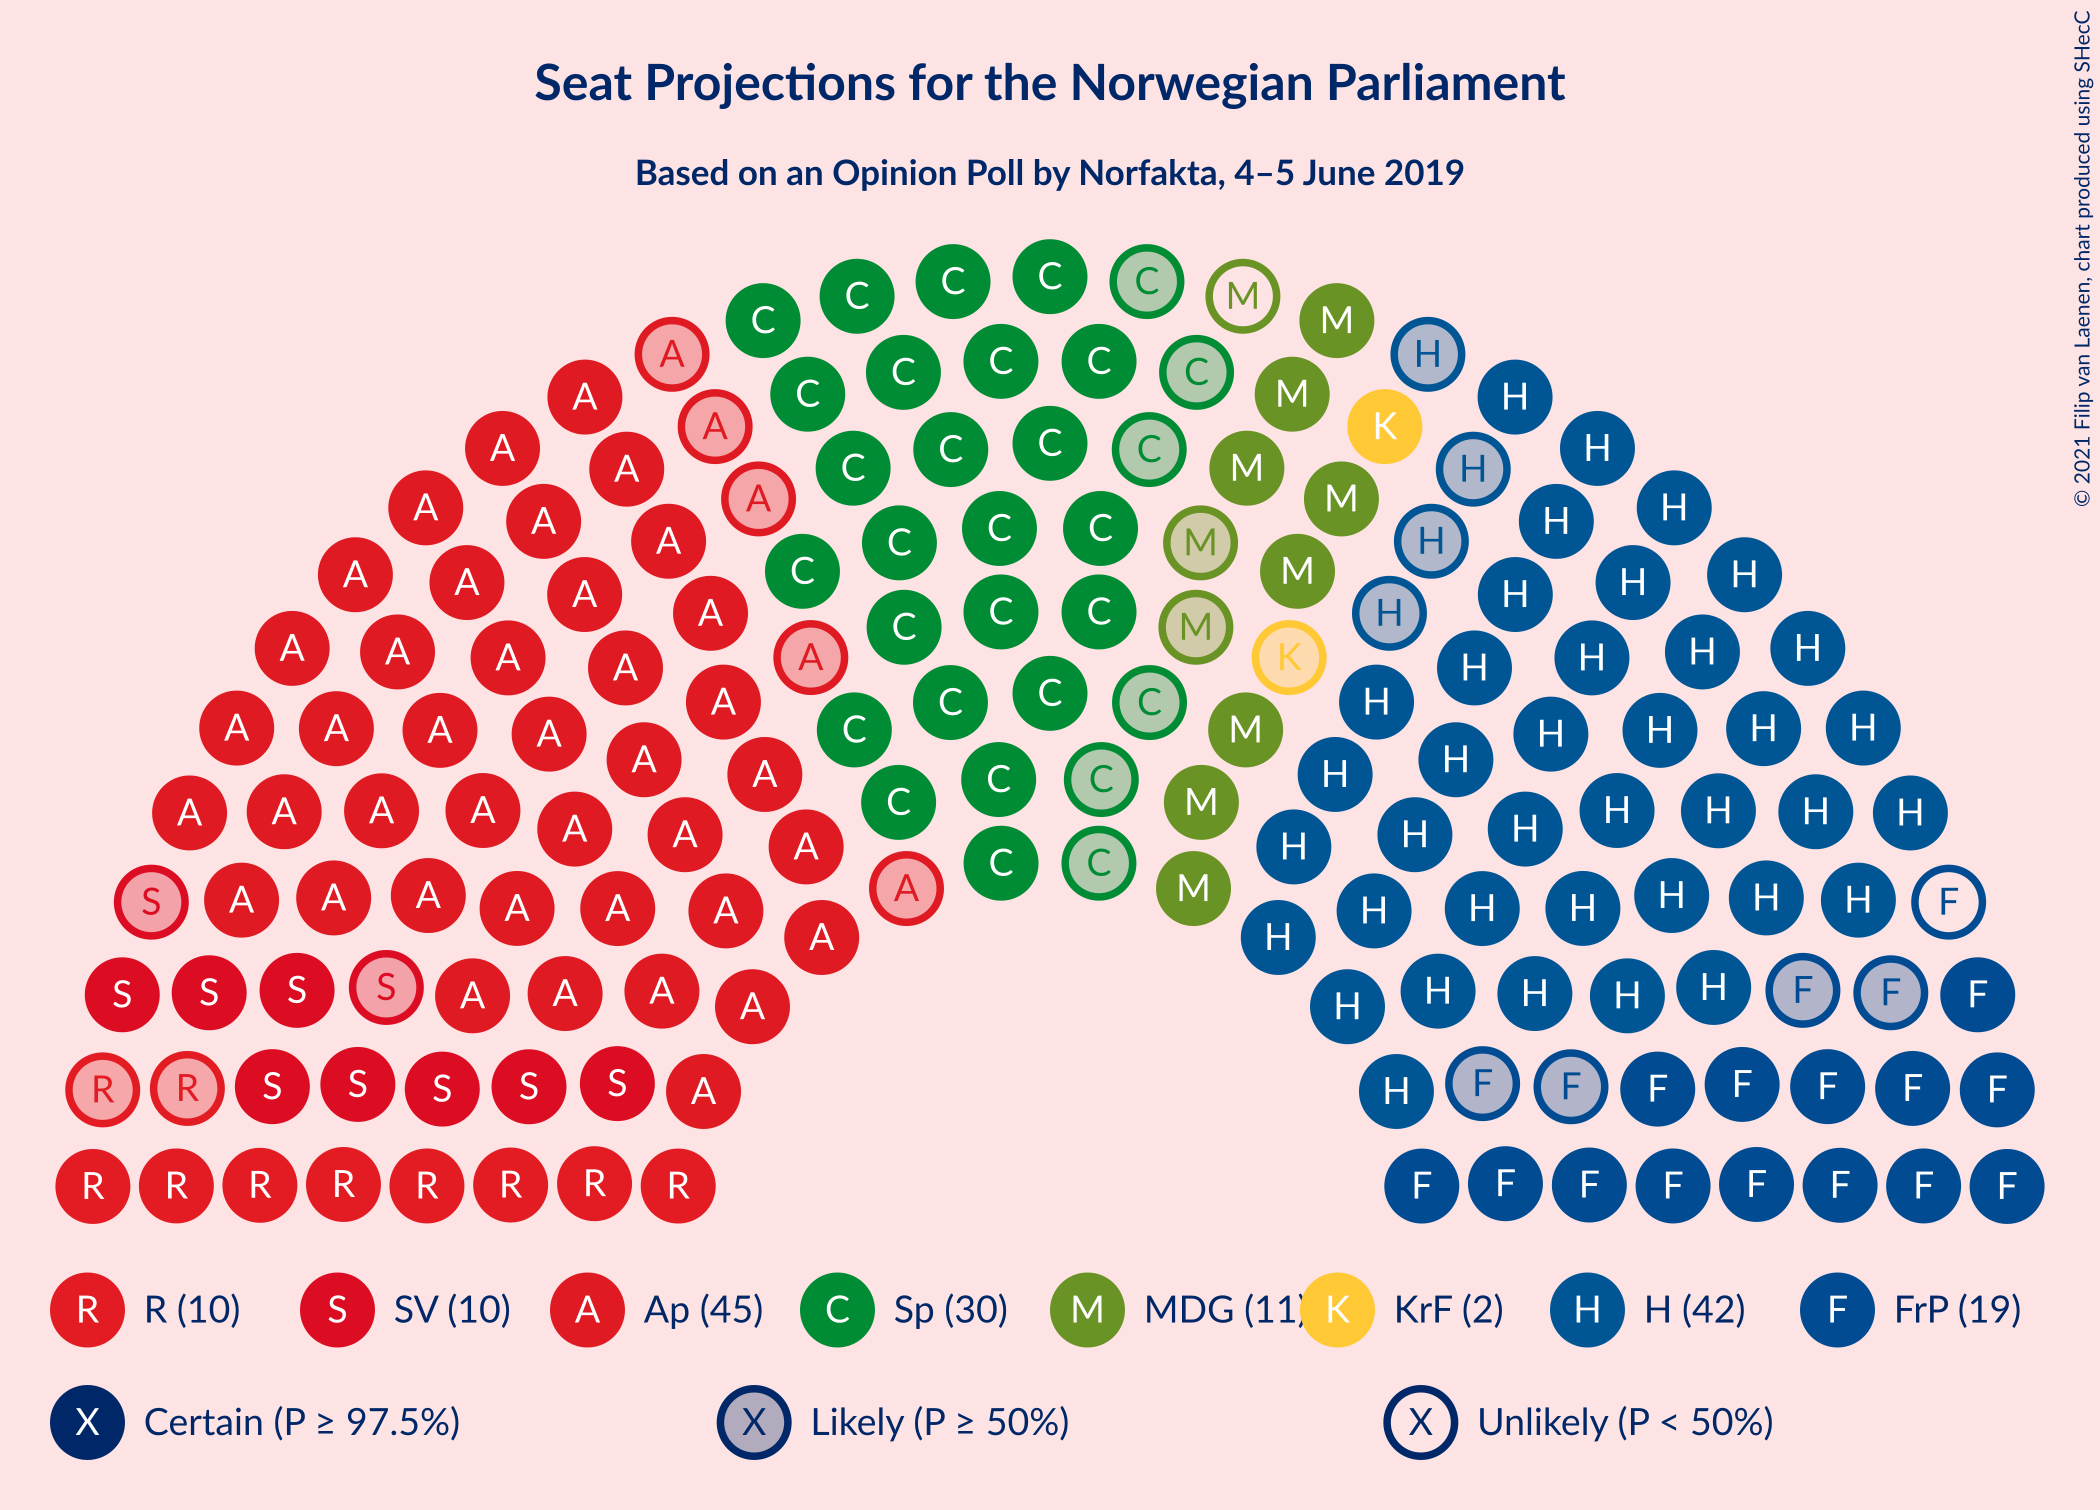 Seat Projections for the Norwegian Parliament
Based on an Opinion Poll by Norfakta, 4–5 June 2019
© 2021 Filip van Laenen, chart produced using SHecC
C C C C M
A C C C C C M H
A A C M K H
A A C C C C M H H
A A A A C C C M M H H H
A A A A C C C C M M H H H H
A A A A A A C C C K H H H H H
A A A A A A C C C M H H H H H H
A A A A A A A C C C M H H H H H H H
S A A A A A A A A M H H H H H H H F
S S S S A A A A H H H H H F F F
R R S S S S S A H F F F F F F F
R R R R R R R R F F F F F F F F
R R (10) S SV (10) A Ap (45) C Sp (30) M MDG (11) K KrF (2) H H (42) F FrP (19)
X Certain (P ≥ 97.5%) X Likely (P ≥ 50%) X Unlikely (P < 50%)